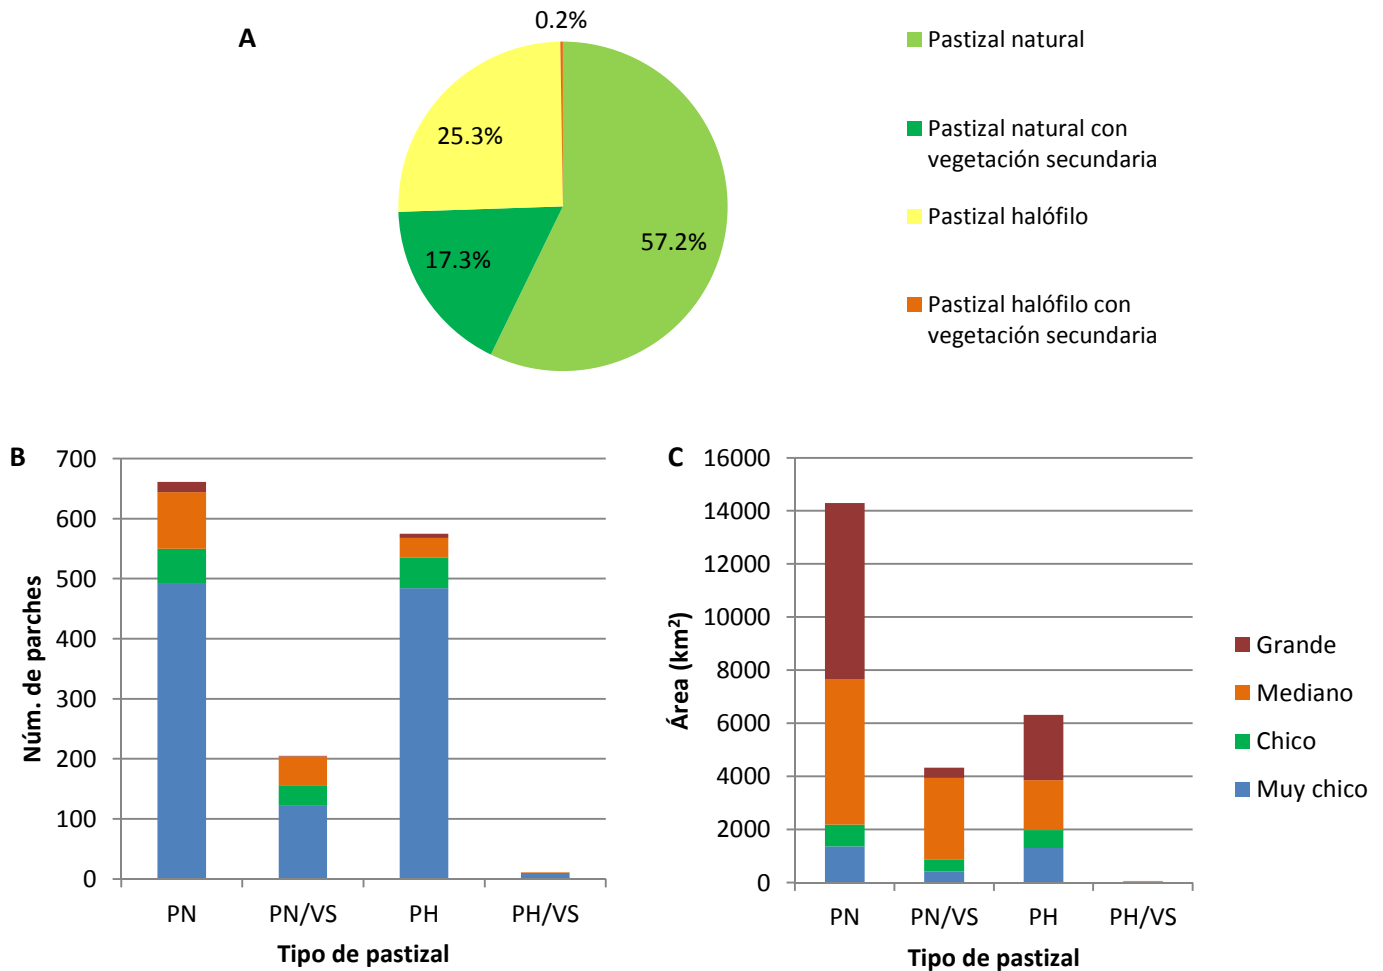 A
0.2%
25.3%
17.3%
57.2%
Pastizal natural
Pastizal natural con
vegetación secundaria
Pastizal halófilo
Pastizal halófilo con
vegetación secundaria
B
Núm. de parches
700
600
500
400
300
200
100
0
PN PN/VS PH PH/VS
Tipo de pastizal
C
Área (km²)
16000
14000
12000
10000
8000
6000
4000
2000
0
PN PN/VS PH PH/VS
Tipo de pastizal
Grande
Mediano
Chico
Muy chico